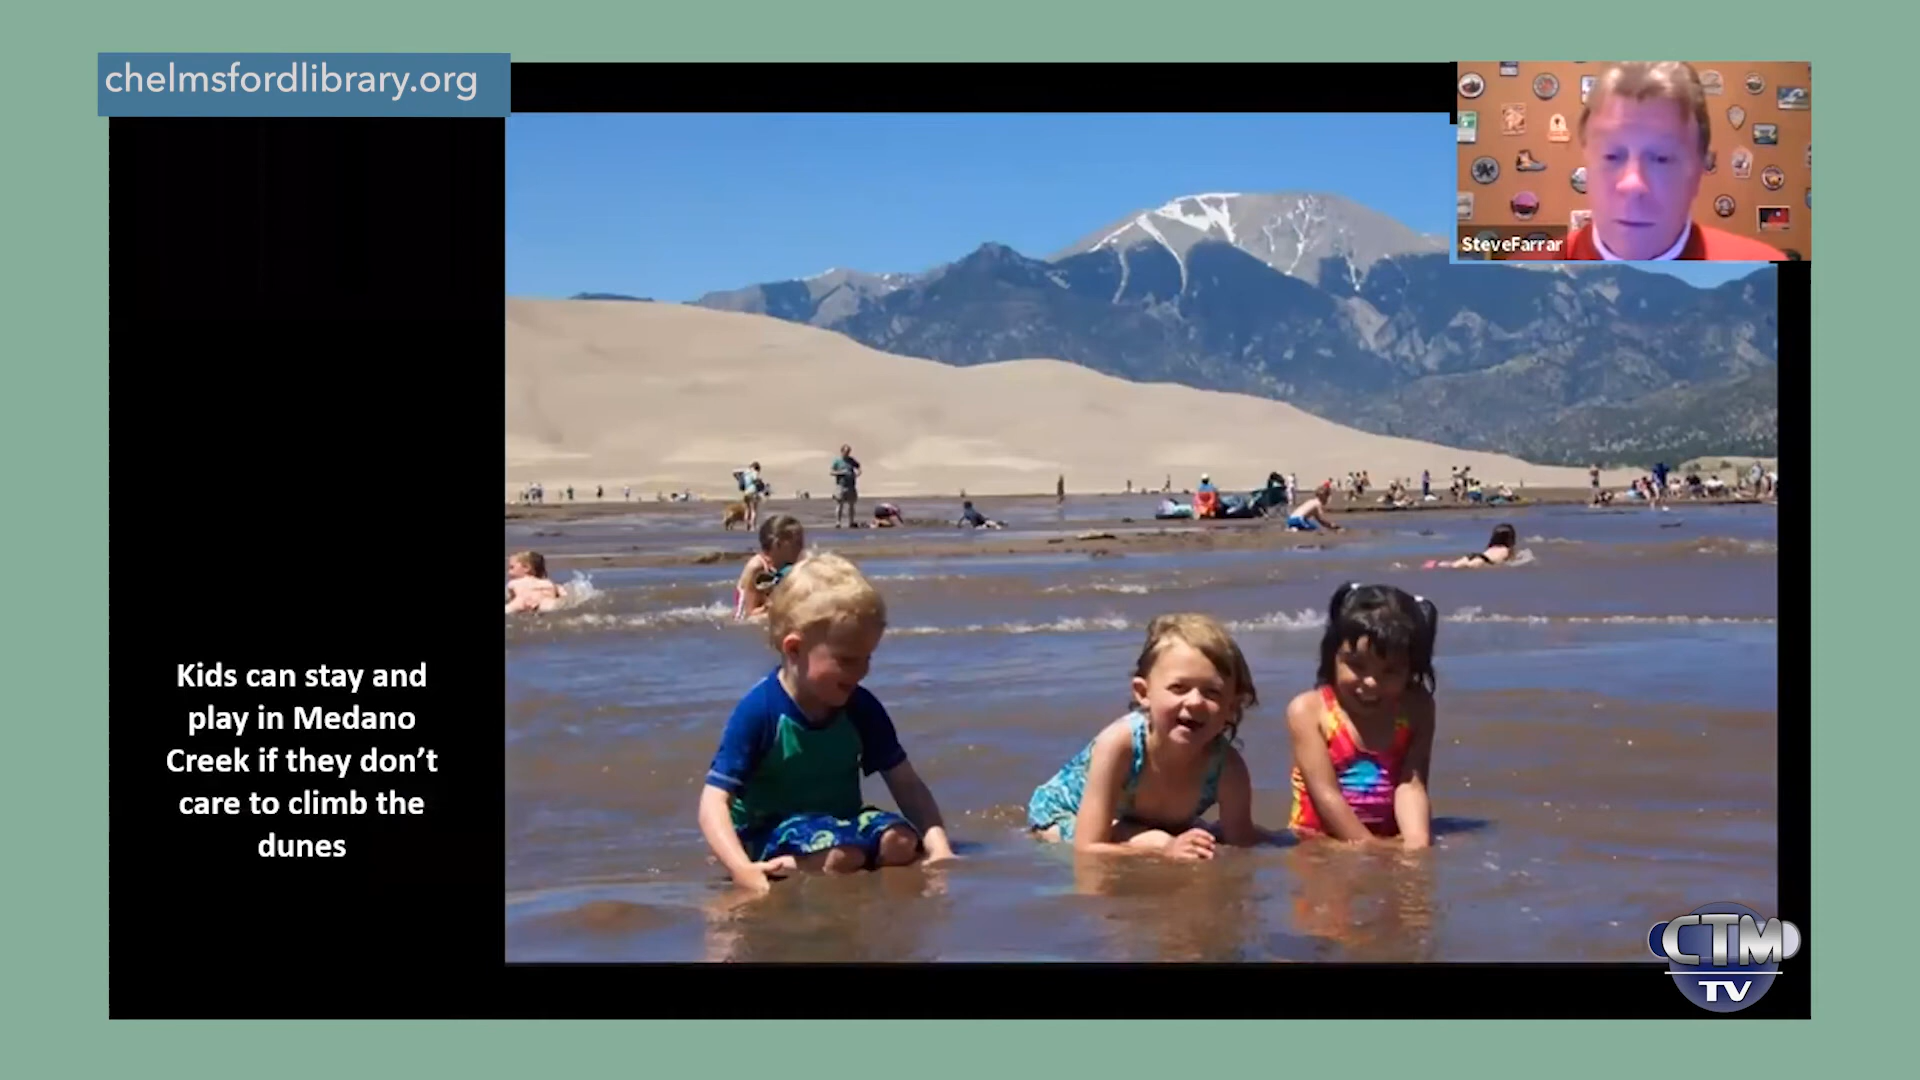 chelmsfordlibrary.org
SteveFarrar
Kids can stay and
play in Medano
Creek if they don't
care to climb the
dunes
CTM
TV